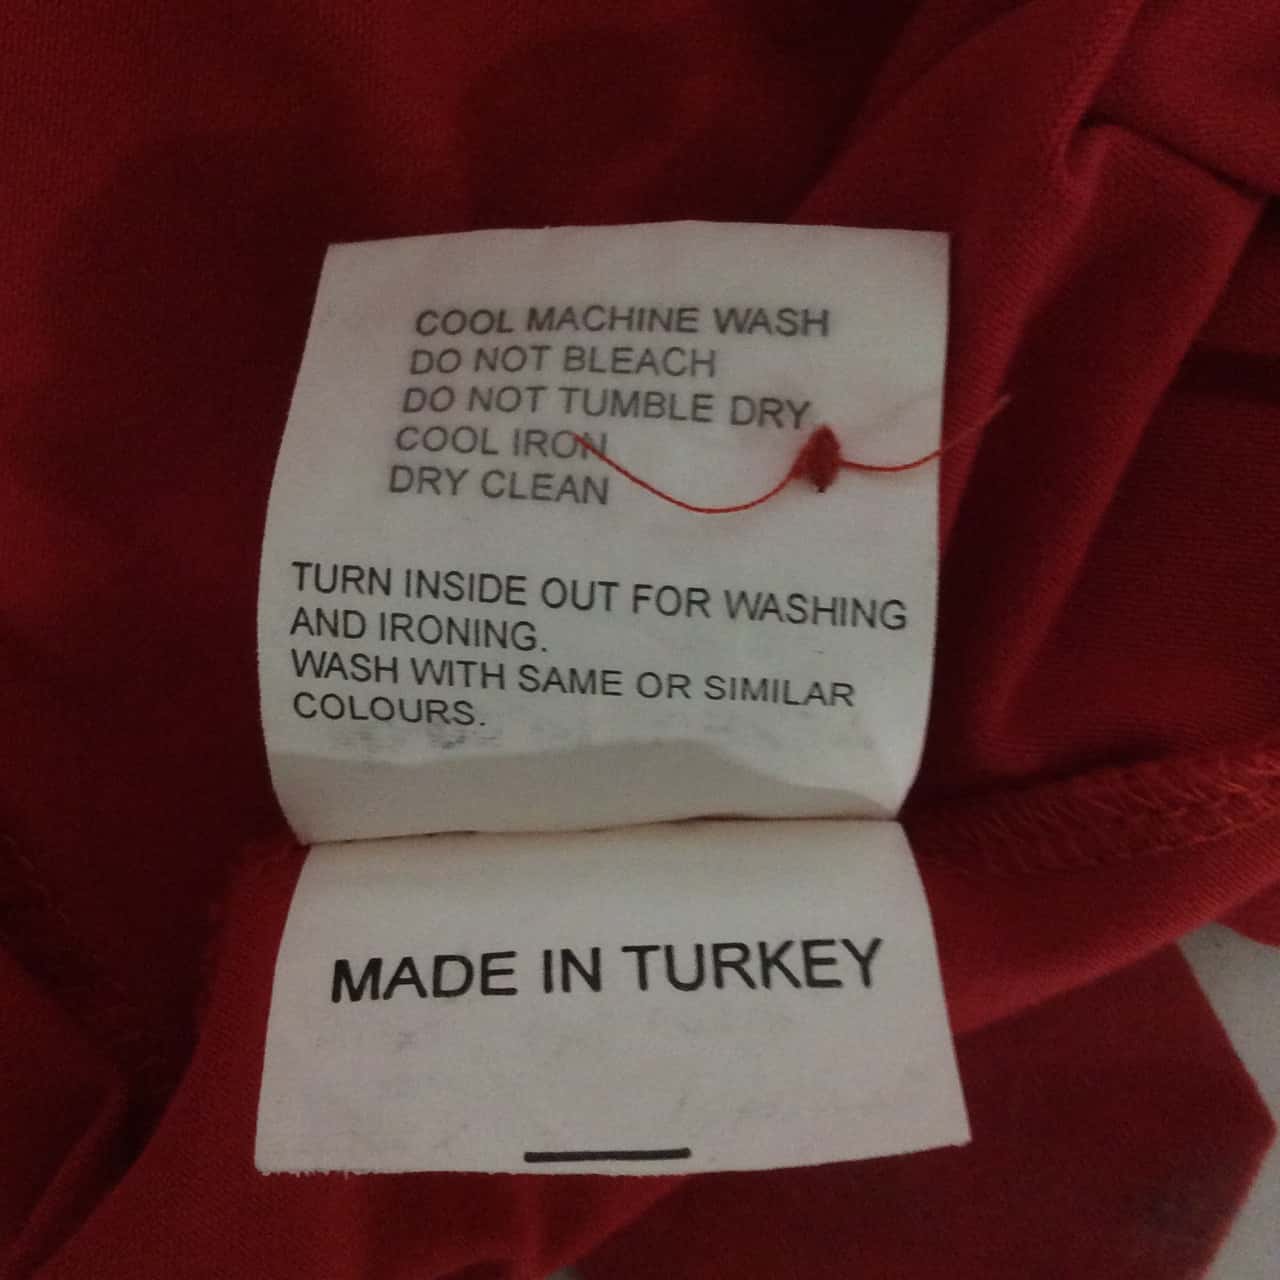 COOL MACHINE WASH
DO NOT BLEACH
DO NOT TUMBLE DRY
COOL IRON
DRY CLEAN
TURN INSIDE OUT FOR WASHING
AND IRONING.
WASH WITH SAME OR SIMILAR
COLOURS.
MADE IN TURKEY